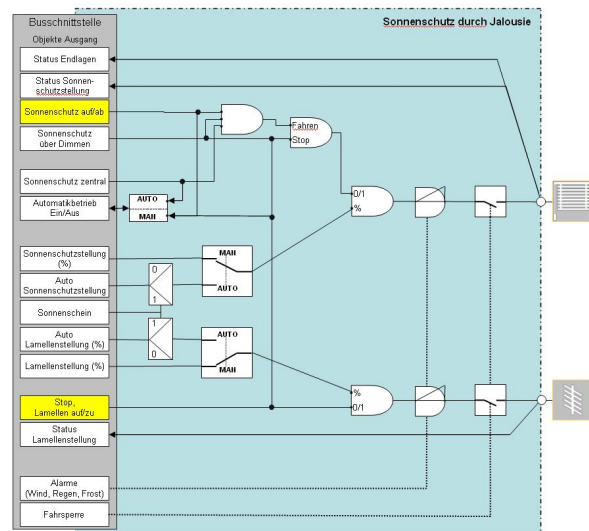 Busschnittstelle
Sonnenschutz durch Jalousie
Objekte Ausgang
Status Endlagen
Status Sonnen-
schutzstellung
Sonnenschutz auf/ab
Fahren
Stop
Sonnenschutz
über Dimmen
Sonnenschutz zentral
Automatikbetrieb
Ein/Aus
AUTO
MAN
0/1
%
Sonnenschutzstellung
(%)
MAN
AUTO
0
1
Auto
Sonnenschutzstellung
Sonnenschein
1
0
Auto
Lamellenstellung (%)
AUTO
MAN
Lamellenstellung (%)
%
0/1
Stop,
Lamellen auf/zu
Status
Lamellenstellung
Alarme
(Wind, Regen, Frost)
Fahrsperre